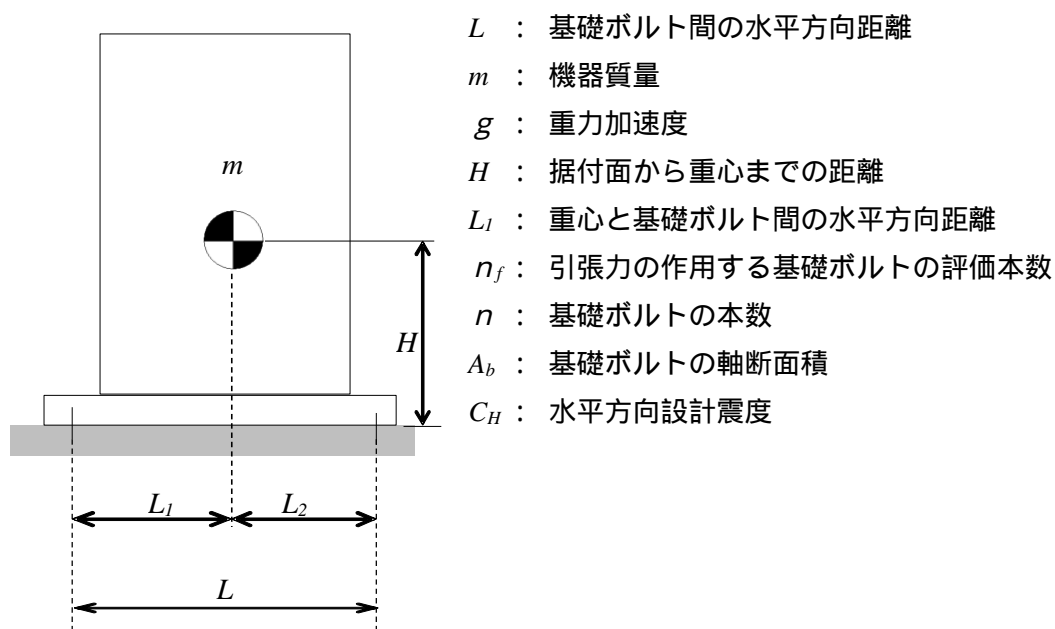 L : 基礎ボルト間の水平方向距離
m : 機器質量
g : 重力加速度
H : 据付面から重心までの距離
L1 : 重心と基礎ボルト間の水平方向距離
nf : 引張力の作用する基礎ボルトの評価本数
n : 基礎ボルトの本数
Ab : 基礎ボルトの軸断面積
CH : 水平方向設計震度
m
H
L1 L2
L